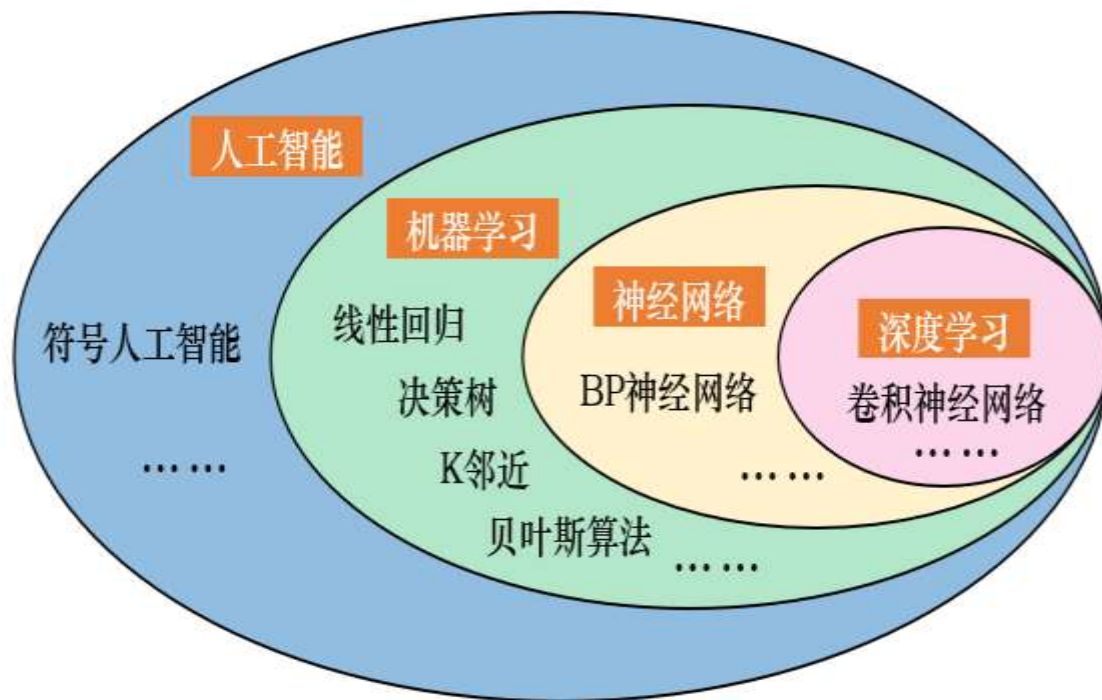 人工智能
机器学习
神经网络
深度学习
符号人工智能
线性回归
BP神经网络
卷积神经网络
决策树
K邻近
贝叶斯算法
……
……
……
……